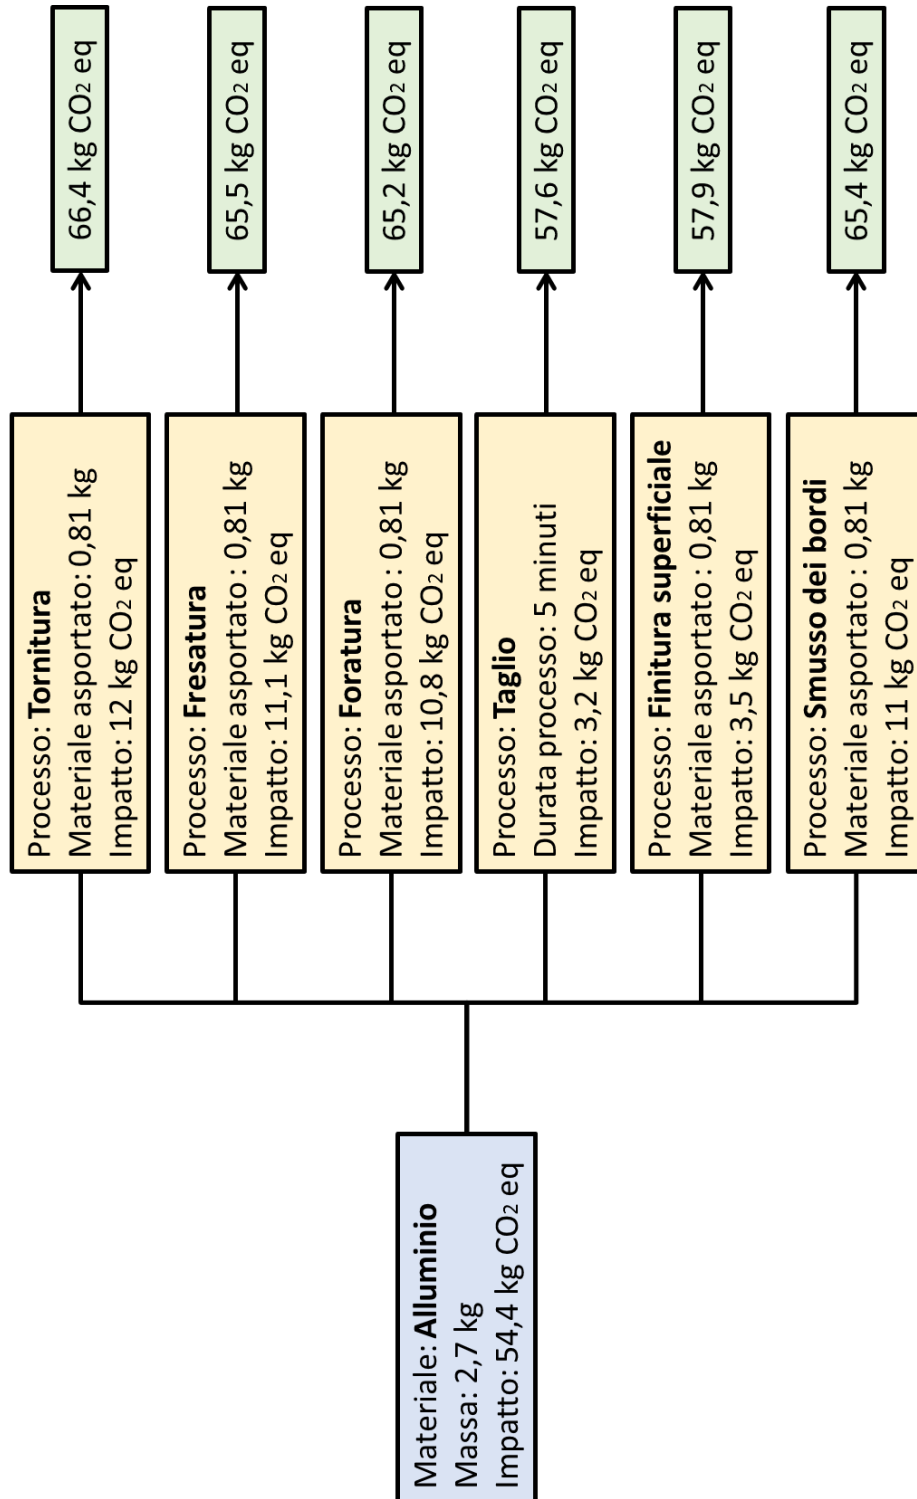 Materiale: Alluminio
Massa: 2,7 kg
Impatto: 54,4 kg CO₂ eq
Processo: Tornitura
Materiale asportato: 0,81 kg
Impatto: 12 kg CO₂ eq
66,4 kg CO₂ eq
Processo: Fresatura
Materiale asportato : 0,81 kg
Impatto: 11,1 kg CO₂ eq
65,5 kg CO₂ eq
Processo: Foratura
Materiale asportato : 0,81 kg
Impatto: 10,8 kg CO₂ eq
65,2 kg CO₂ eq
Processo: Taglio
Durata processo: 5 minuti
Impatto: 3,2 kg CO₂ eq
57,6 kg CO₂ eq
Processo: Finitura superficiale
Materiale asportato: 0,81 kg
Impatto: 3,5 kg CO₂ eq
57,9 kg CO₂ eq
Processo: Smusso dei bordi
Materiale asportato: 0,81 kg
Impatto: 11 kg CO₂ eq
65,4 kg CO₂ eq